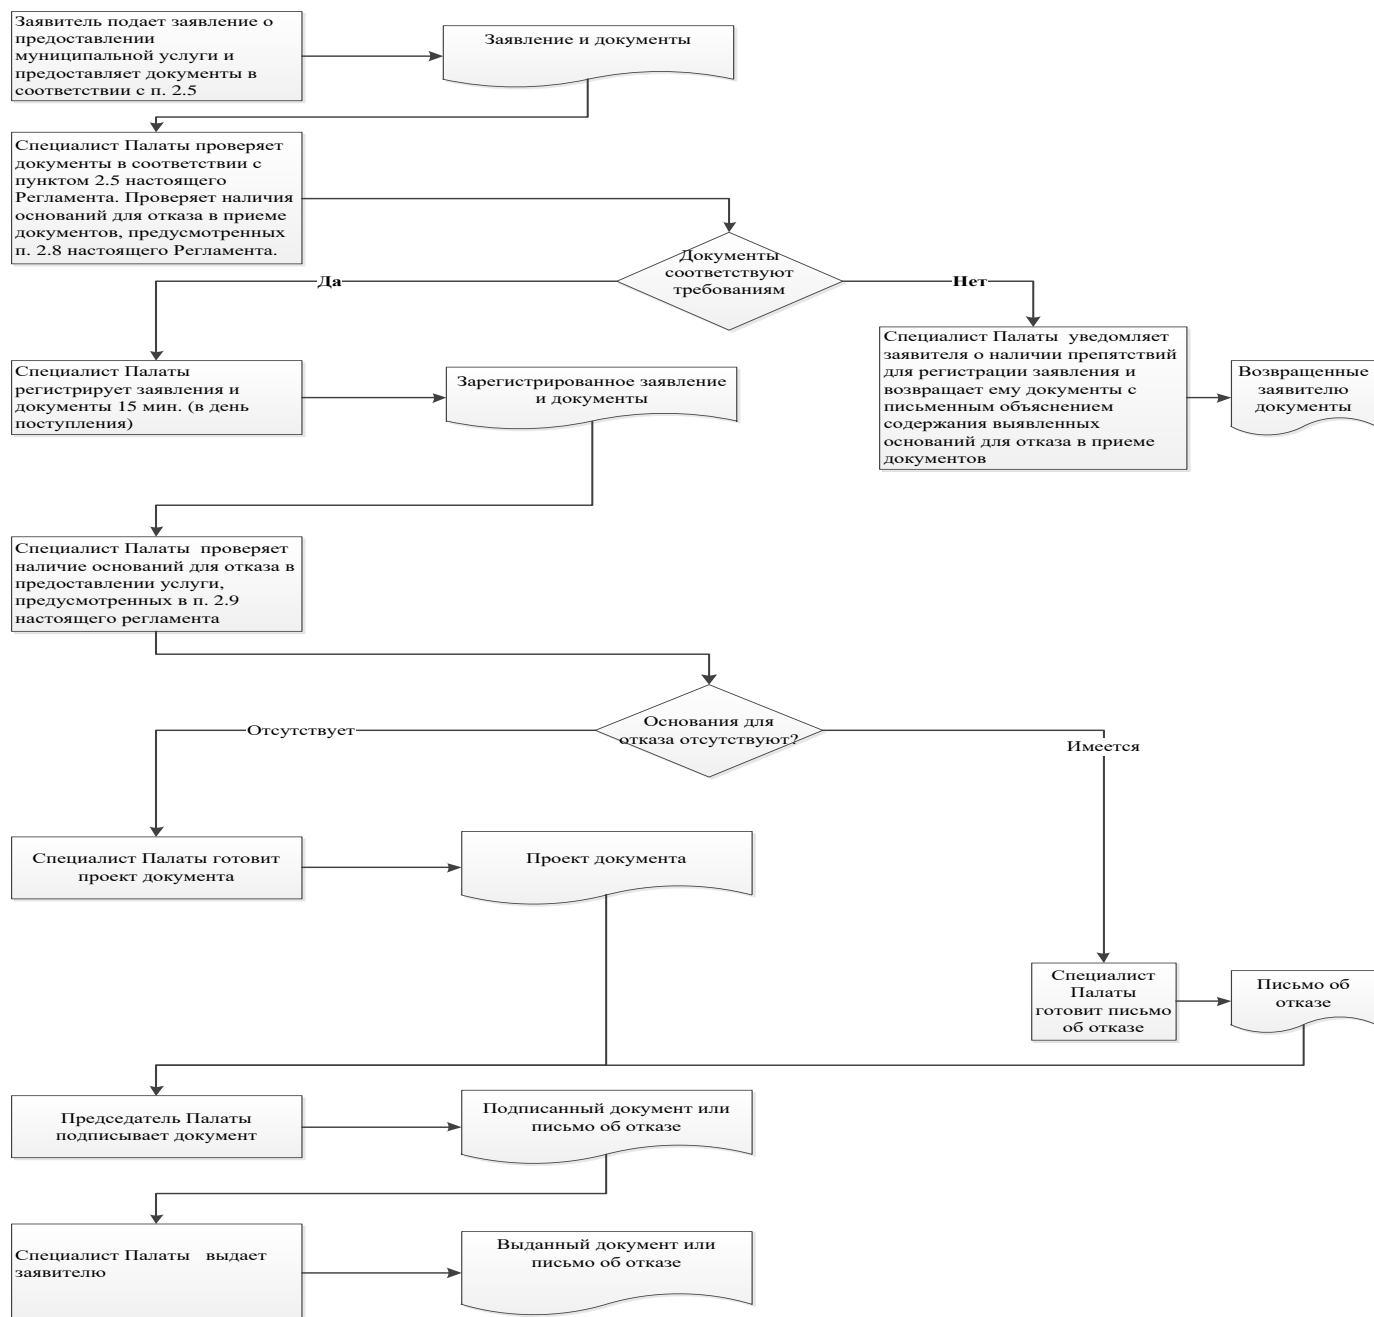 Заявитель подает заявление о
предоставлении
муниципальной услуги и
предоставляет документы в
соответствии с п. 2.5
Заявление и документы
Специалист Палаты проверяет
документы в соответствии с
пунктом 2.5 настоящего
Регламента. Проверяет наличия
оснований для отказа в приеме
документов, предусмотренных
п. 2.8 настоящего Регламента.
Документы
соответствуют
требованиям
Да
Нет
Специалист Палаты
регистрирует заявления и
документы 15 мин. (в день
поступления)
Зарегистрированное заявление
и документы
Специалист Палаты уведомляет
заявителя о наличии препятствий
для регистрации заявления и
возвращает ему документы с
письменным объяснением
содержания выявленных
оснований для отказа в приеме
документов
Возвращенные
заявителю
документы
Специалист Палаты проверяет
наличие оснований для отказа в
предоставлении услуги,
предусмотренных в п. 2.9
настоящего регламента
Основания для
отказа отсутствуют?
Отсутствует
Имеется
Специалист Палаты готовит
проект документа
Проект документа
Специалист
Палаты
готовит письмо
об отказе
Письмо об
отказе
Председатель Палаты
подписывает документ
Подписанный документ или
письмо об отказе
Специалист Палаты выдает
заявителю
Выданный документ или
письмо об отказе